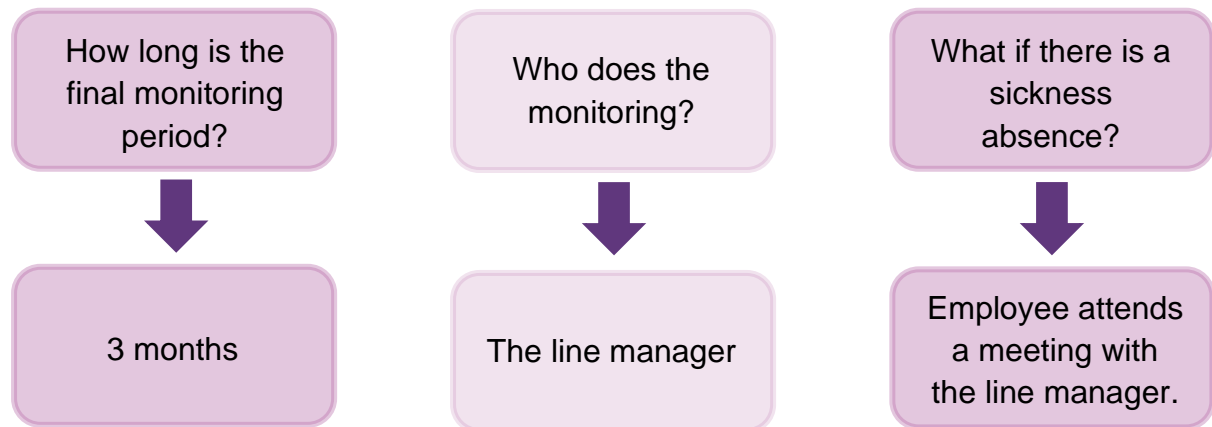 How long is the
final monitoring
period?
Who does the
monitoring?
What if there is a
sickness
absence?
3 months
The line manager
Employee attends
a meeting with
the line manager.